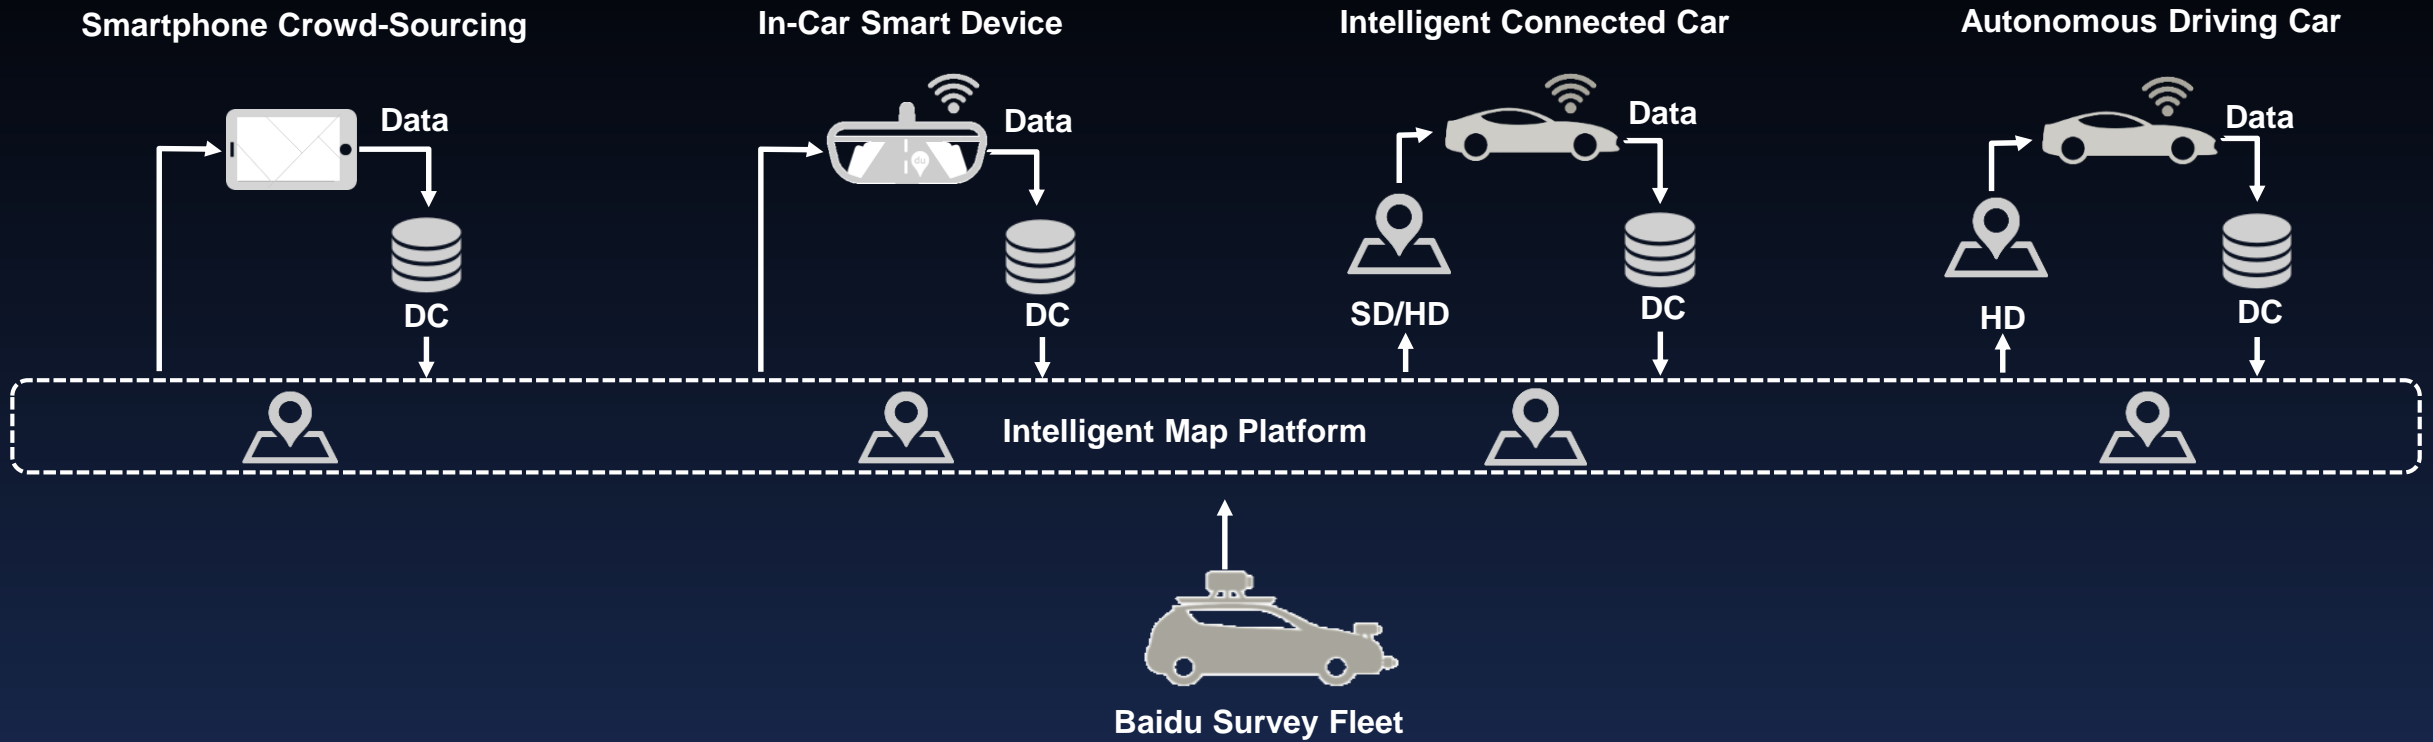 Smartphone Crowd-Sourcing
In-Car Smart Device
Intelligent Connected Car
Autonomous Driving Car
Data
Data
Data
Data
du
DC
DC
SD/HD
DC
HD
DC
Intelligent Map Platform
Baidu Survey Fleet